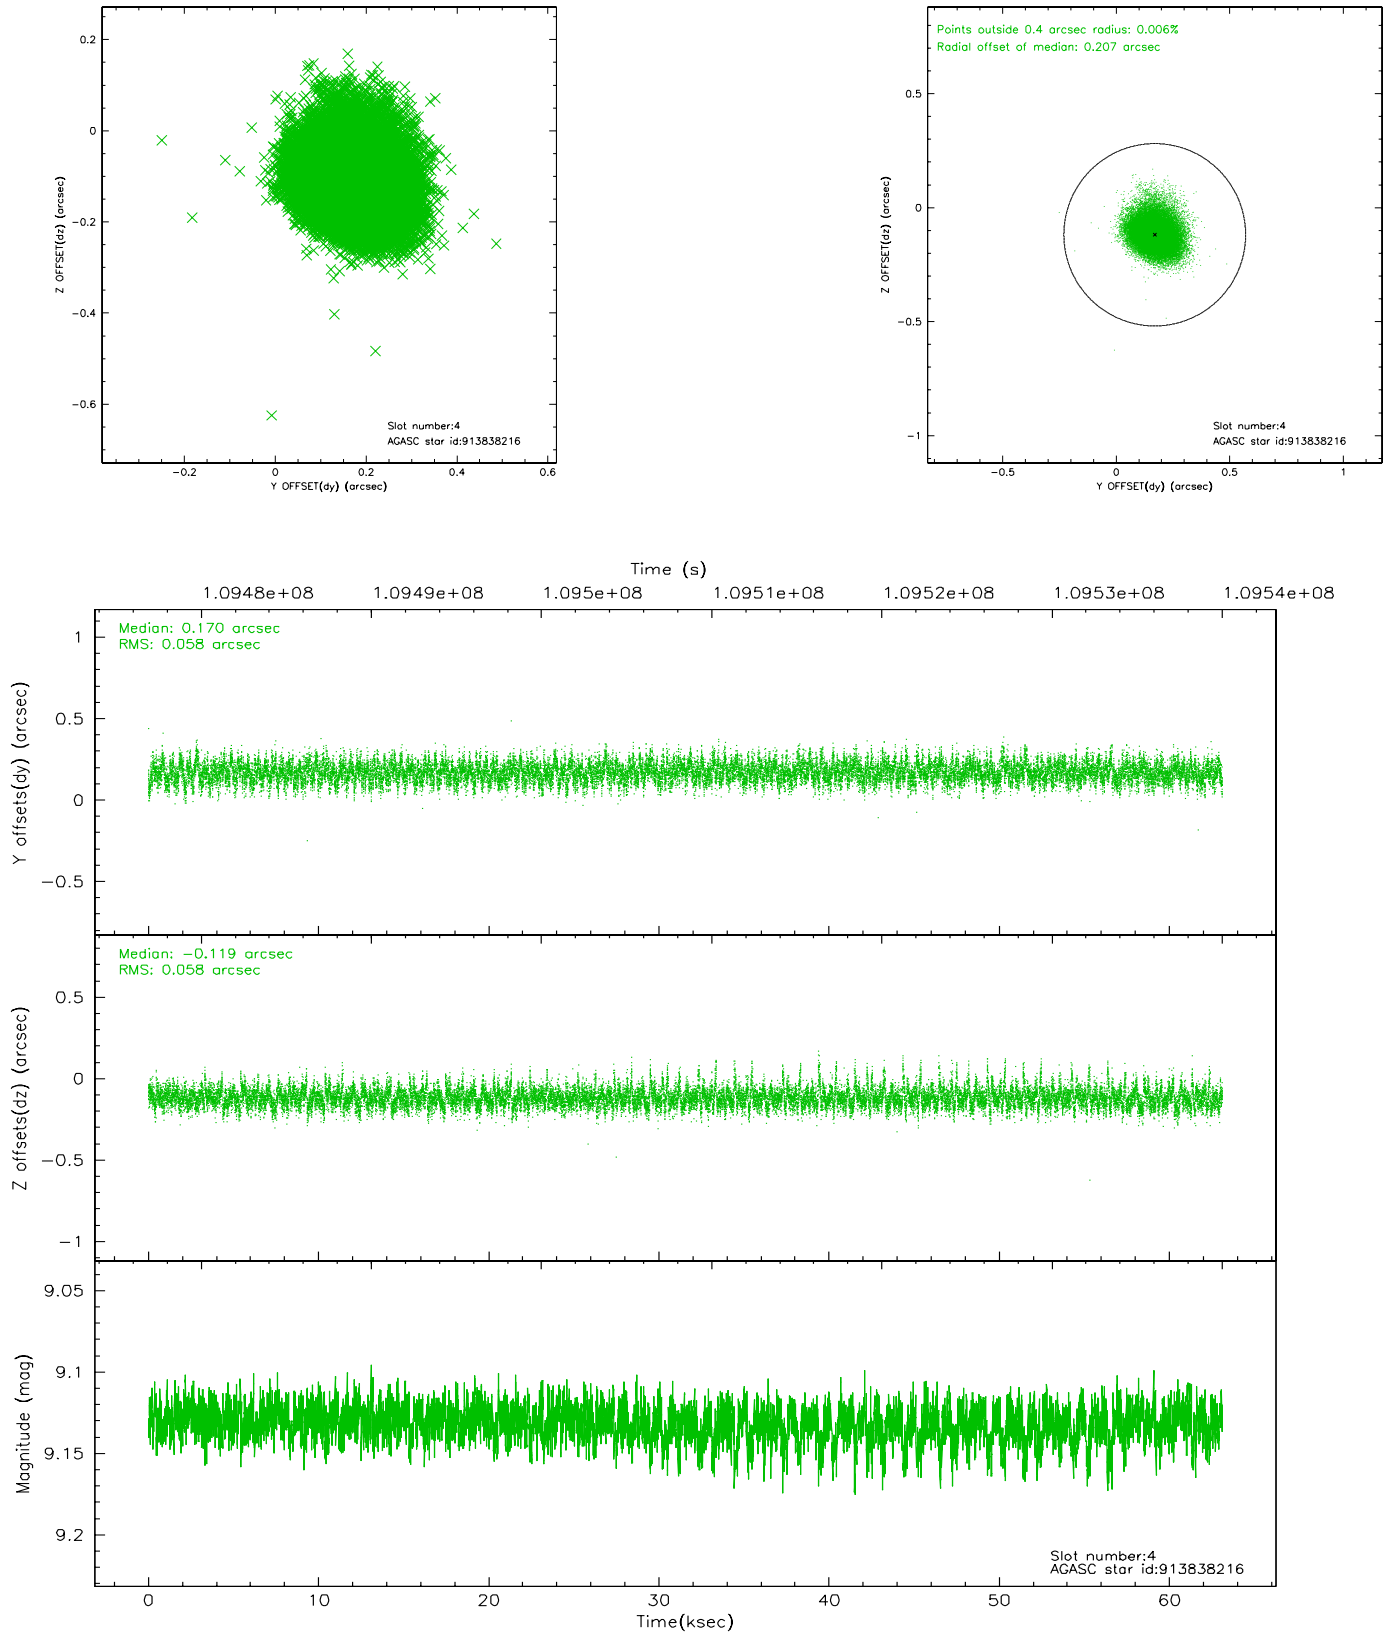 0.2
0
−0.2
−0.4
−0.6
Z OFFSET(dz) (arcsec)
Slot number:4
AGASC star id:913838216
−0.2 0 0.2 0.4 0.6
Y OFFSET(dy) (arcsec)
Points outside 0.4 arcsec radius: 0.006%
Radial offset of median: 0.207 arcsec
0.5
0
−0.5
−1
Z OFFSET(dz) (arcsec)
Slot number:4
AGASC star id:913838216
−0.5 0 0.5 1
Y OFFSET(dy) (arcsec)
Time (s)
1.0948e+08 1.0949e+08 1.095e+08 1.0951e+08 1.0952e+08 1.0953e+08 1.0954e+08
Median: 0.170 arcsec
RMS: 0.058 arcsec
1
0.5
0
−0.5
Y offsets(dy) (arcsec)
Median: −0.119 arcsec
RMS: 0.058 arcsec
0.5
0
−0.5
−1
Z offsets(dz) (arcsec)
9.05
9.1
9.15
9.2
Magnitude (mag)
Slot number:4
AGASC star id:913838216
0 10 20 30 40 50 60
Time(ksec)